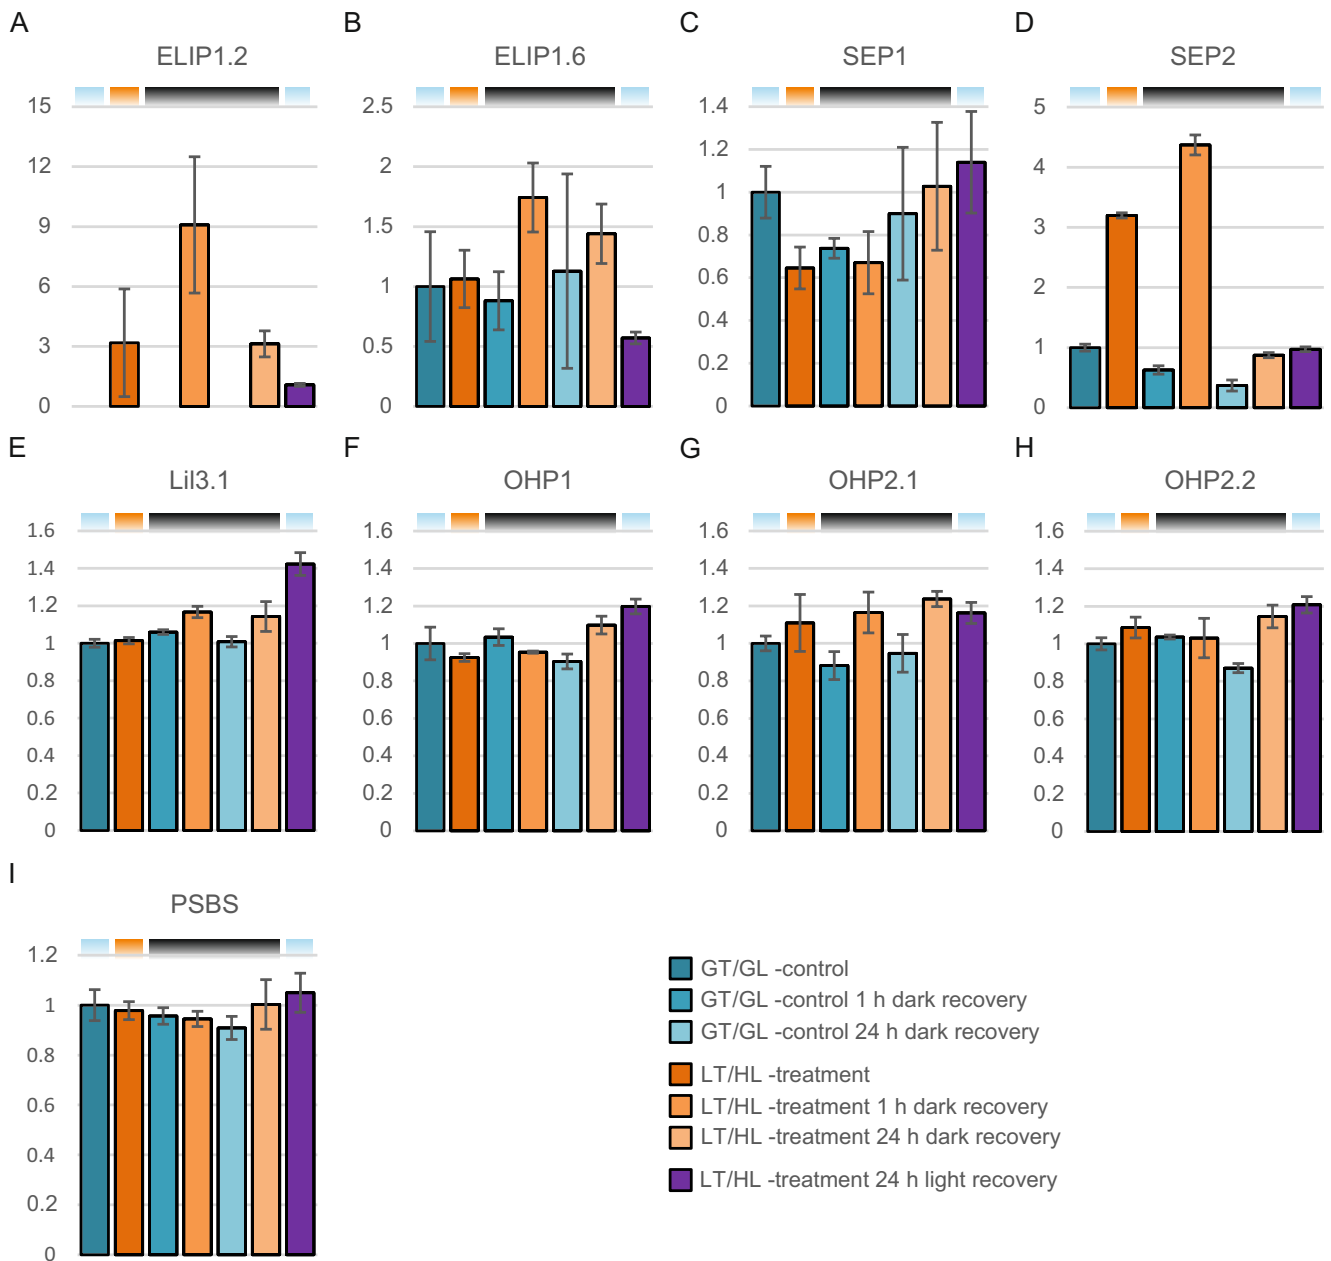 A
ELIP1.2
15
12
9
6
3
0
B
ELIP1.6
2.5
2
1.5
1
0.5
0
C
SEP1
1.4
1.2
1
0.8
0.6
0.4
0.2
0
D
SEP2
5
4
3
2
1
0
E
Lil3.1
1.6
1.4
1.2
1
0.8
0.6
0.4
0.2
0
F
OHP1
1.6
1.4
1.2
1
0.8
0.6
0.4
0.2
0
G
OHP2.1
1.6
1.4
1.2
1
0.8
0.6
0.4
0.2
0
H
OHP2.2
1.6
1.4
1.2
1
0.8
0.6
0.4
0.2
0
I
PSBS
1.2
1
0.8
0.6
0.4
0.2
0
GT/GL -control
GT/GL -control 1 h dark recovery
GT/GL -control 24 h dark recovery
LT/HL -treatment
LT/HL -treatment 1 h dark recovery
LT/HL -treatment 24 h dark recovery
LT/HL -treatment 24 h light recovery